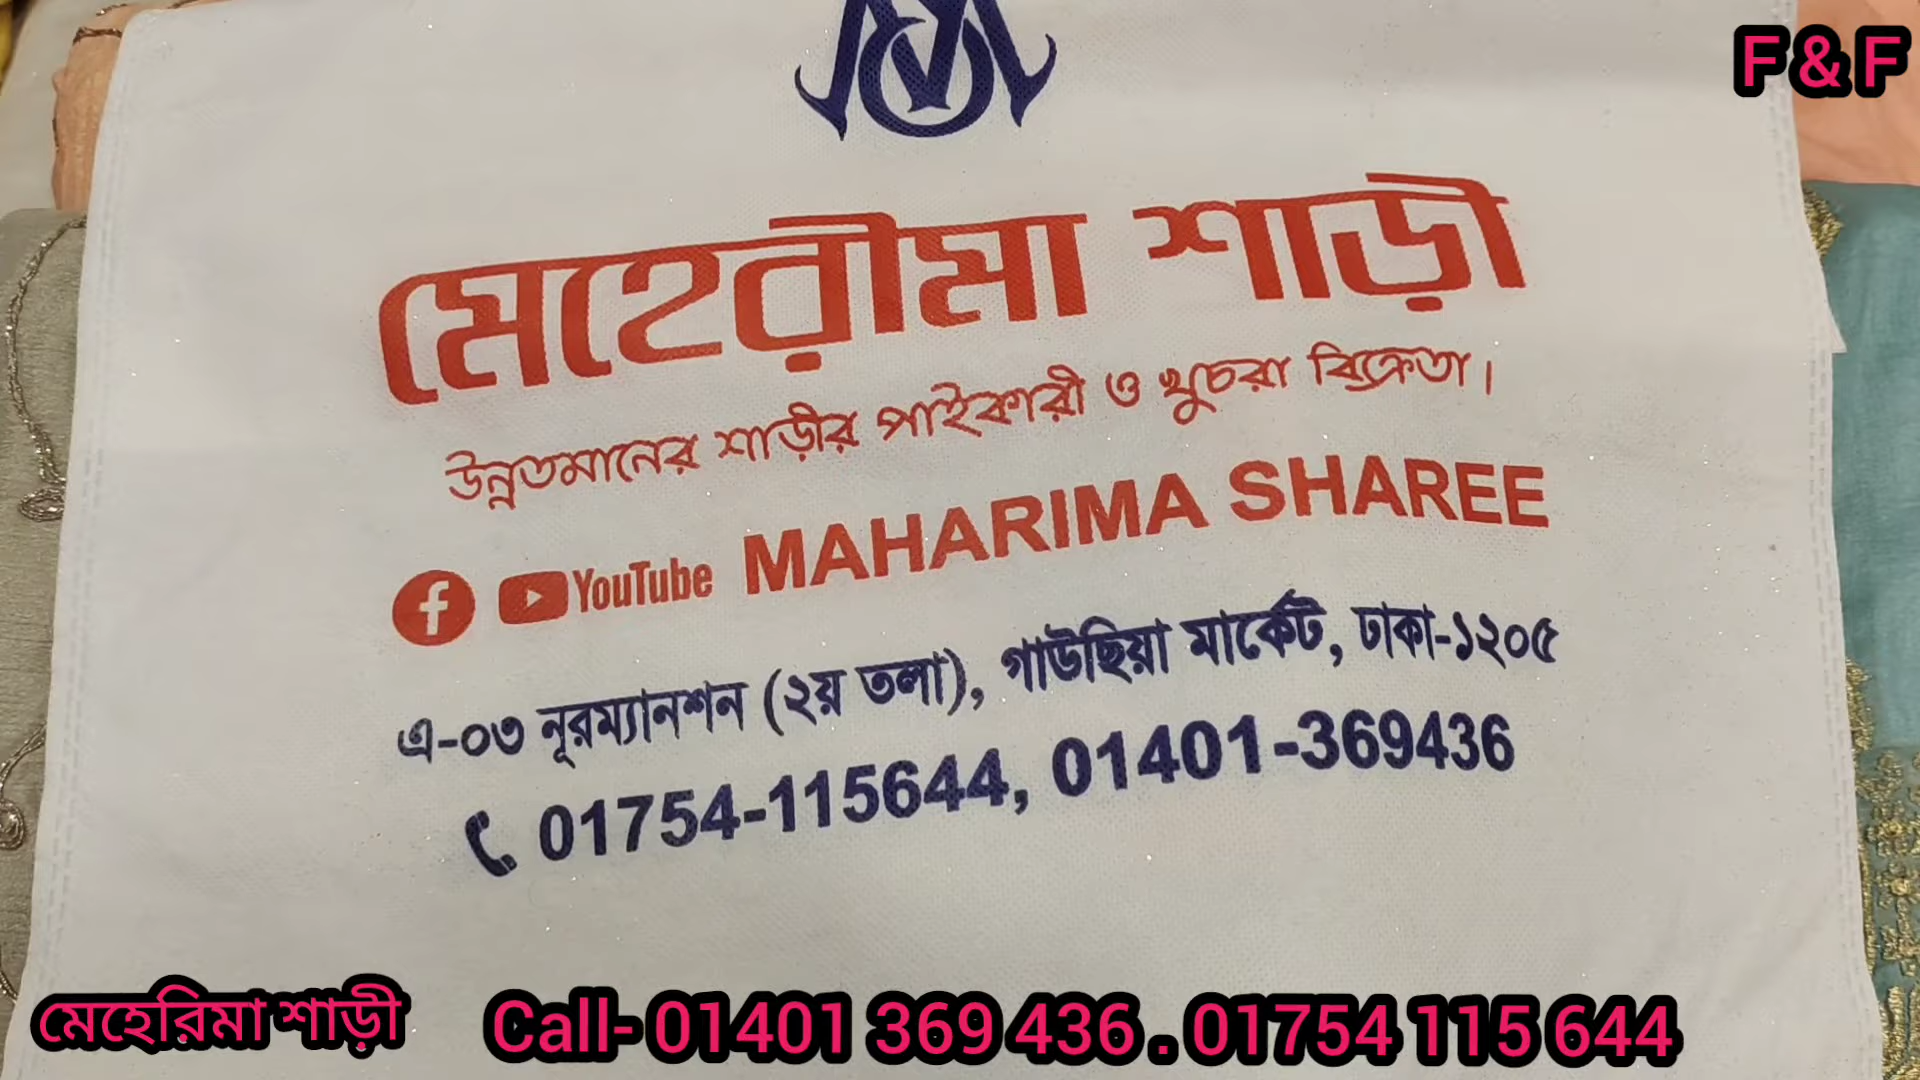 F & F
মেহেরীমা শাড়ী
উন্নতমানের শাড়ীর পাইকারী ও খুচরা বিক্রেতা।
YouTube MAHARIMA SHAREE
এ-০৩ নূরম্যানশন (২য় তলা), গাউছিয়া মার্কেট, ঢাকা-১২০৫
01754-115644, 01401-369436
মেহেরিমা শাড়ী Call- 01401 369 436 . 01754 115 644